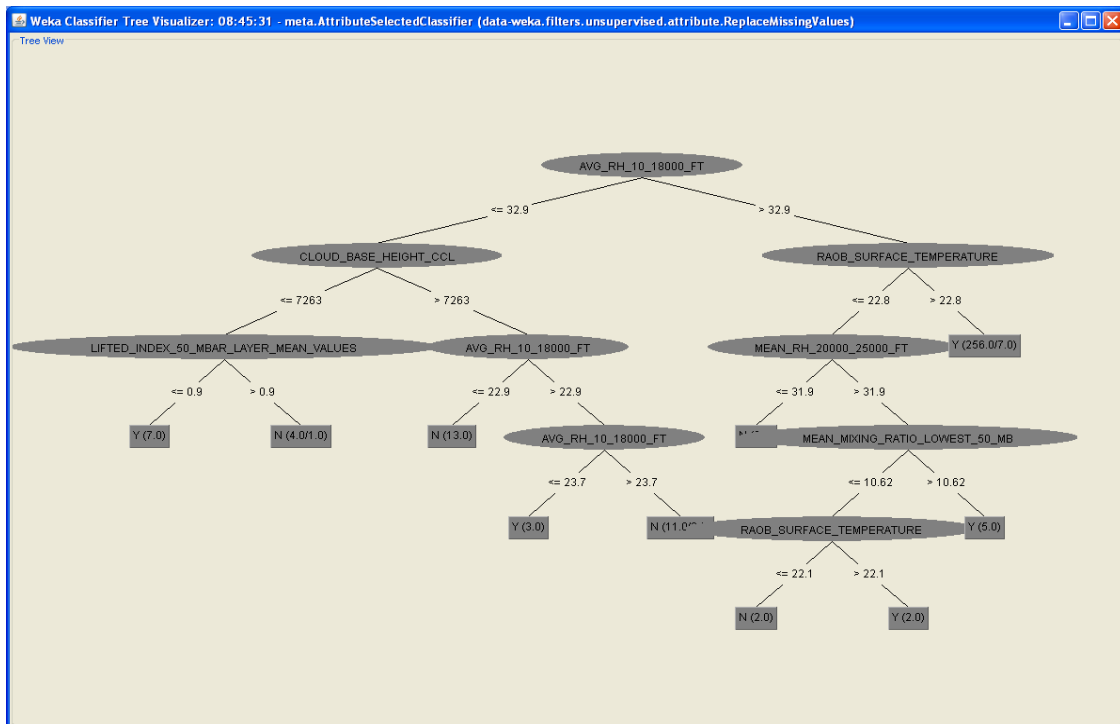 Weka Classifier Tree Visualizer: 08:45:31 - meta.AttributeSelectedClassifier (data-weka.filters.unsupervised.attribute.ReplaceMissingValues)
Tree View
AVG_RH_10_18000_FT
<= 32.9 > 32.9
CLOUD_BASE_HEIGHT_CCL RAOB_SURFACE_TEMPERATURE
<= 7263 > 7263 <= 22.8 > 22.8
LIFTED_INDEX_50_MBAR_LAYER_MEAN_VALUES AVG_RH_10_18000_FT MEAN_RH_20000_25000_FT Y (256.0/7.0)
<= 0.9 > 0.9 <= 22.9 > 22.9 <= 31.9 > 31.9
Y (7.0) N (4.0/1.0) N (13.0) AVG_RH_10_18000_FT N MEAN_MIXING_RATIO_LOWEST_50_MB
<= 23.7 > 23.7 <= 10.62 > 10.62
Y (3.0) N (11.0/ RAOB_SURFACE_TEMPERATURE Y (5.0)
<= 22.1 > 22.1
N (2.0) Y (2.0)